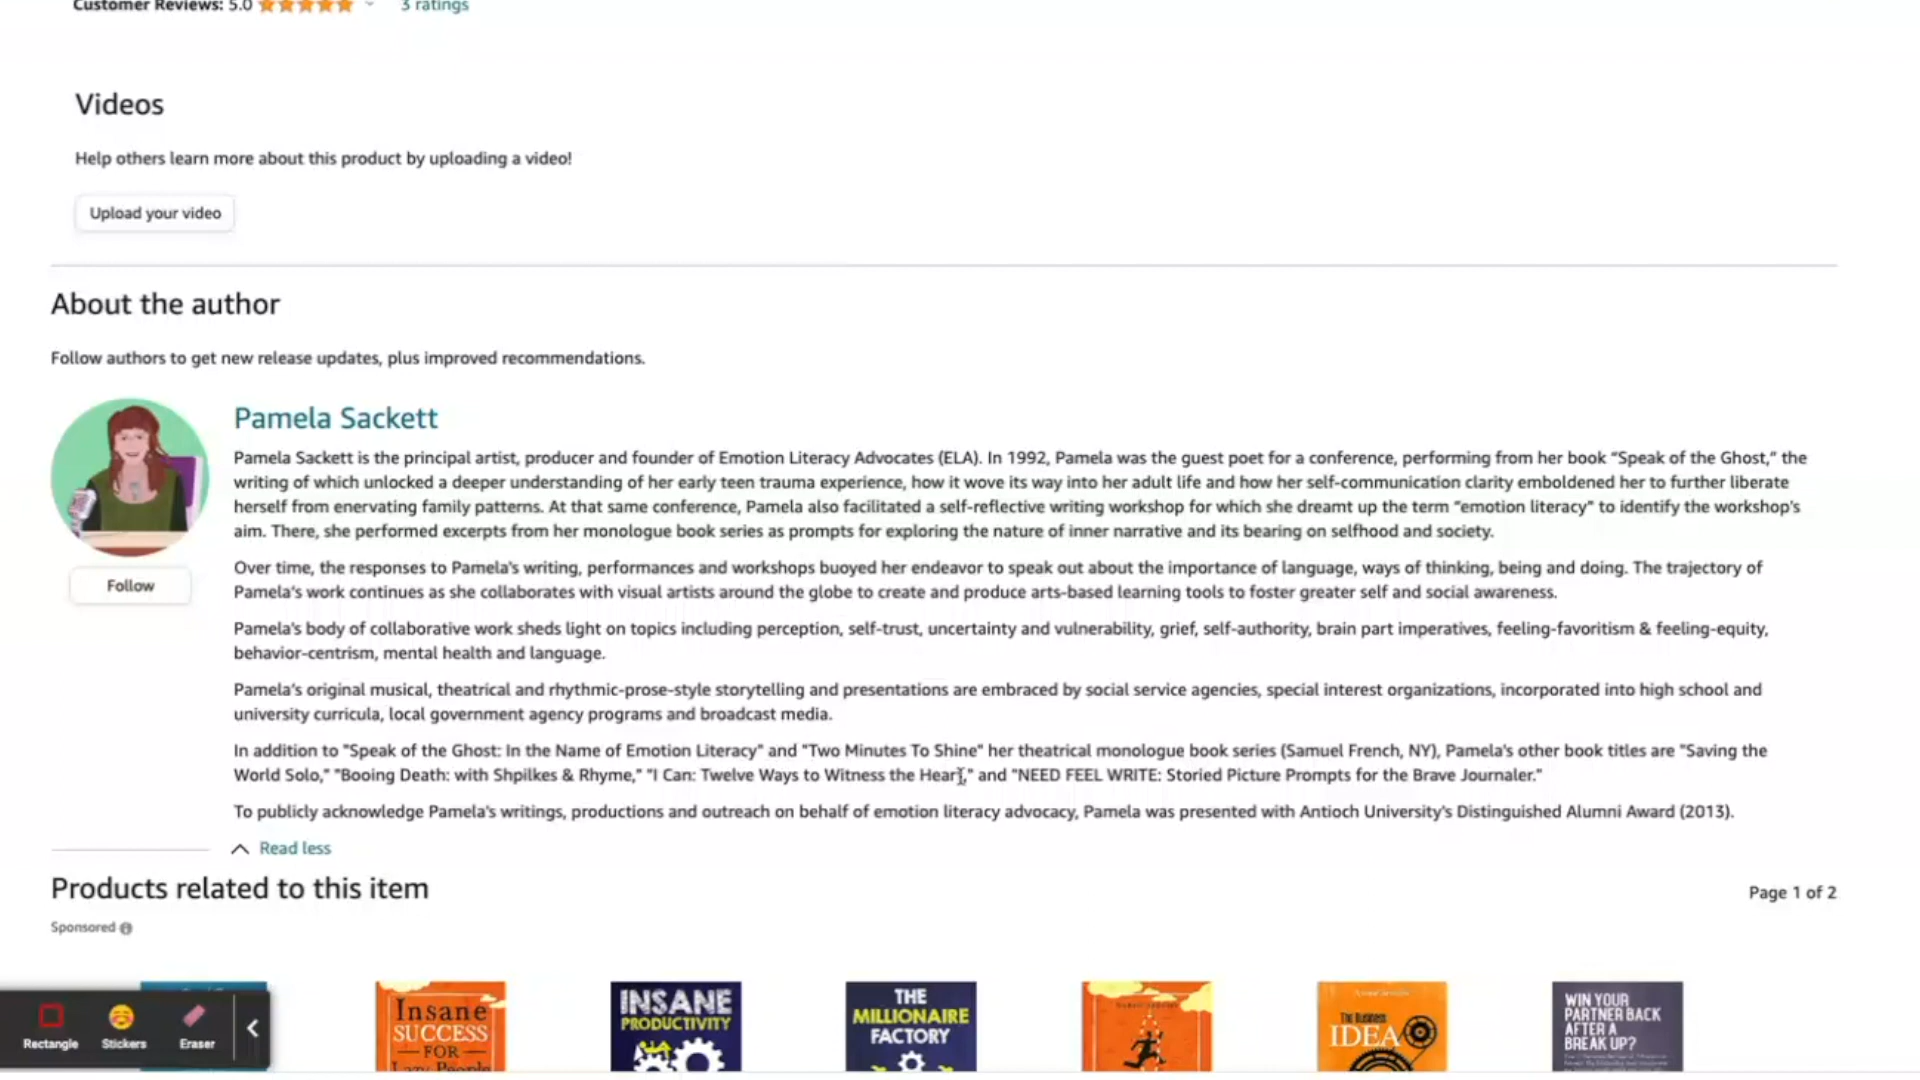 Customer Reviews: 5.0 3 ratings
Videos
Help others learn more about this product by uploading a video!
Upload your video
About the author
Follow authors to get new release updates, plus improved recommendations.
Pamela Sackett
Pamela Sackett is the principal artist, producer and founder of Emotion Literacy Advocates (ELA). In 1992, Pamela was the guest poet for a conference, performing from her book “Speak of the Ghost,” the
writing of which unlocked a deeper understanding of her early teen trauma experience, how it wove its way into her adult life and how her self-communication clarity emboldened her to further liberate
herself from enervating family patterns. At that same conference, Pamela also facilitated a self-reflective writing workshop for which she dreamt up the term "emotion literacy" to identify the workshop's
aim. There, she performed excerpts from her monologue book series as prompts for exploring the nature of inner narrative and its bearing on selfhood and society.
Follow
Over time, the responses to Pamela's writing, performances and workshops buoyed her endeavor to speak out about the importance of language, ways of thinking, being and doing. The trajectory of
Pamela's work continues as she collaborates with visual artists around the globe to create and produce arts-based learning tools to foster greater self and social awareness.
Pamela's body of collaborative work sheds light on topics including perception, self-trust, uncertainty and vulnerability, grief, self-authority, brain part imperatives, feeling-favoritism & feeling-equity,
behavior-centrism, mental health and language.
Pamela's original musical, theatrical and rhythmic-prose-style storytelling and presentations are embraced by social service agencies, special interest organizations, incorporated into high school and
university curricula, local government agency programs and broadcast media.
In addition to "Speak of the Ghost: In the Name of Emotion Literacy" and "Two Minutes To Shine" her theatrical monologue book series (Samuel French, NY), Pamela's other book titles are "Saving the
World Solo," "Booing Death: with Shpilkes & Rhyme," "I Can: Twelve Ways to Witness the Heart," and "NEED FEEL WRITE: Storied Picture Prompts for the Brave Journaler."
To publicly acknowledge Pamela's writings, productions and outreach on behalf of emotion literacy advocacy, Pamela was presented with Antioch University's Distinguished Alumni Award (2013).
Read less
Products related to this item
Page 1 of 2
Sponsored
Insane
SUCCESS
FOR
Lazy People
INSANE
PRODUCTIVITY
THE
MILLIONAIRE
FACTORY
The Business
IDEA
WIN YOUR
PARTNER BACK
AFTER A
BREAK UP?
Rectangle
Stickers
Eraser